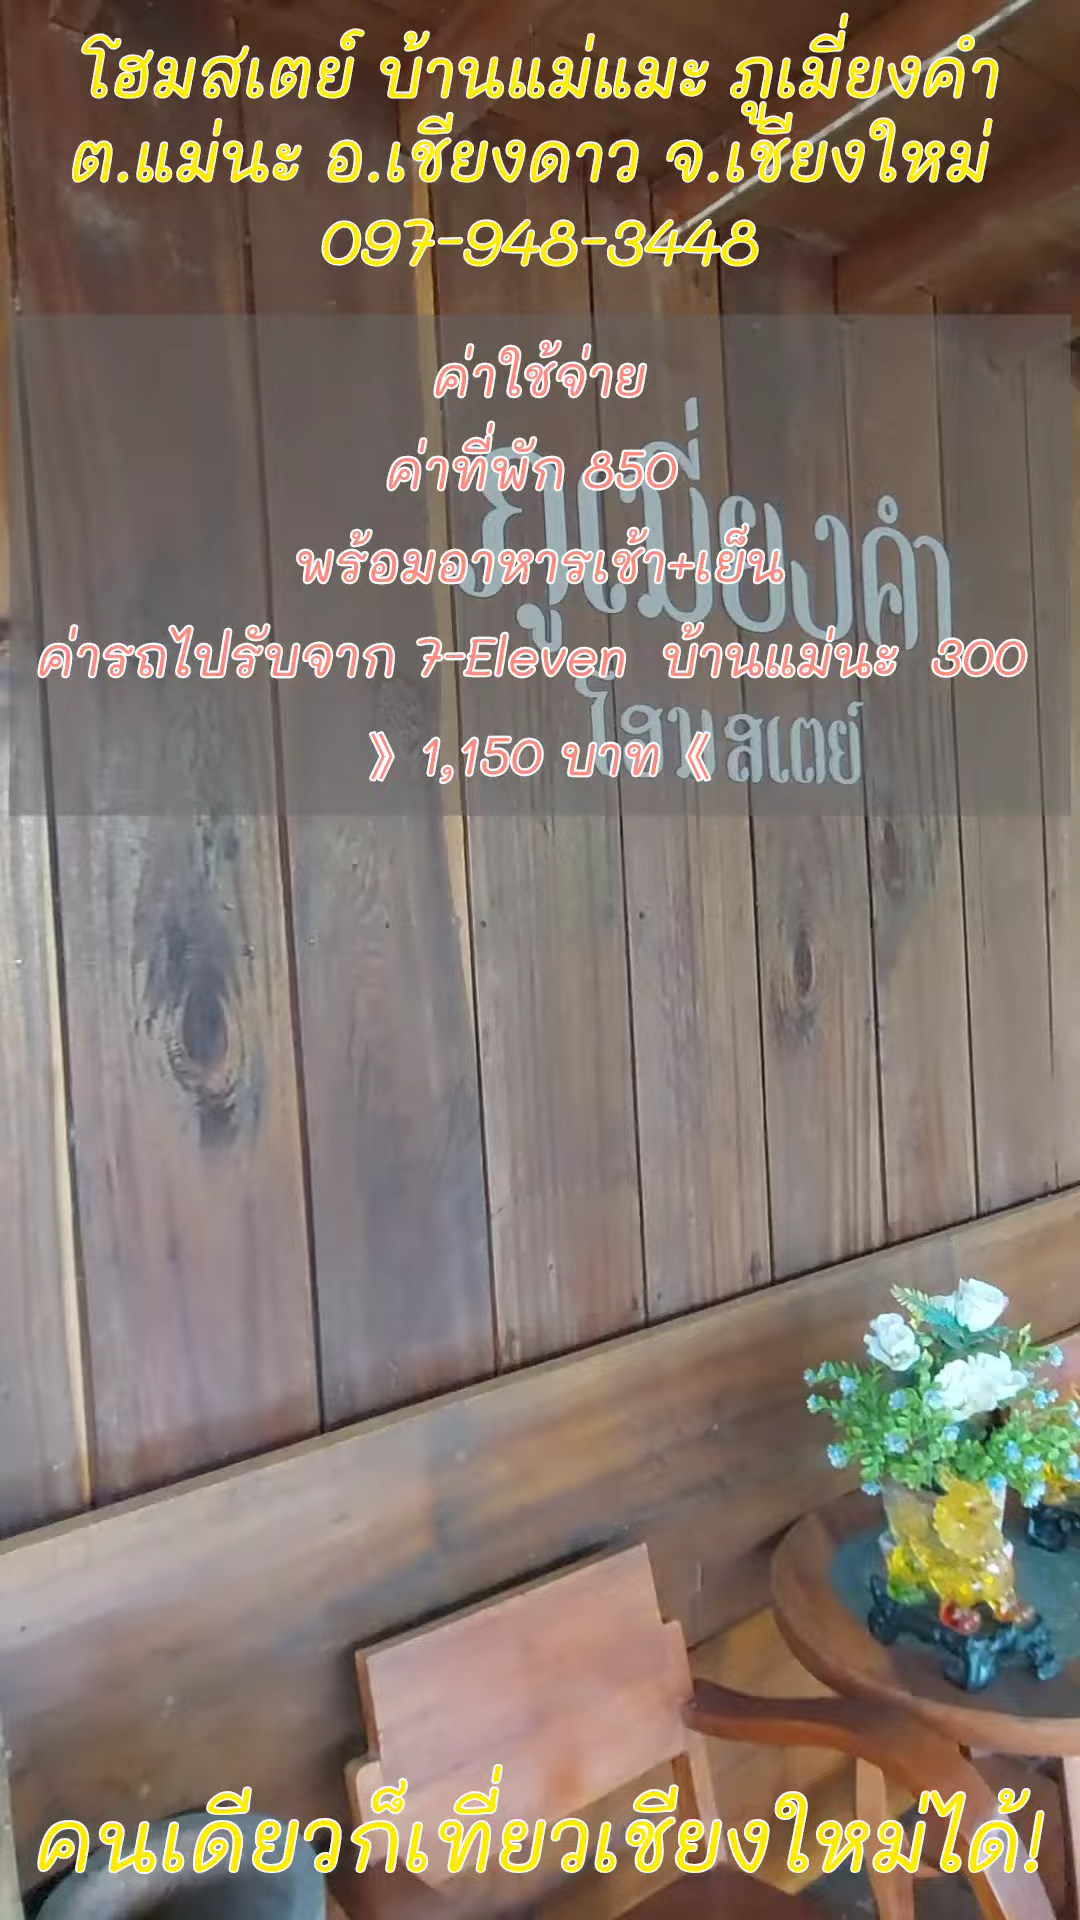 โฮมสเตย์ บ้านแม่แมะ ภูเมี่ยงคำ
ต.แม่นะ อ.เชียงดาว จ.เชียงใหม่
097-948-3448
ค่าใช้จ่าย
ค่าที่พัก 850
พร้อมอาหารเช้า+เย็น
ค่ารถไปรับจาก 7-Eleven บ้านแม่นะ 300
》1,150 บาท《
ภูเมี่ยงคำ
โฮมสเตย์
คนเดียวก็เที่ยวเชียงใหม่ได้!